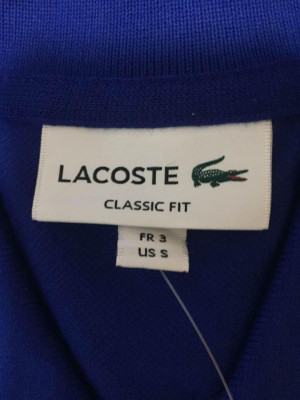 LACOSTE
CLASSIC FIT
FR 3
US S